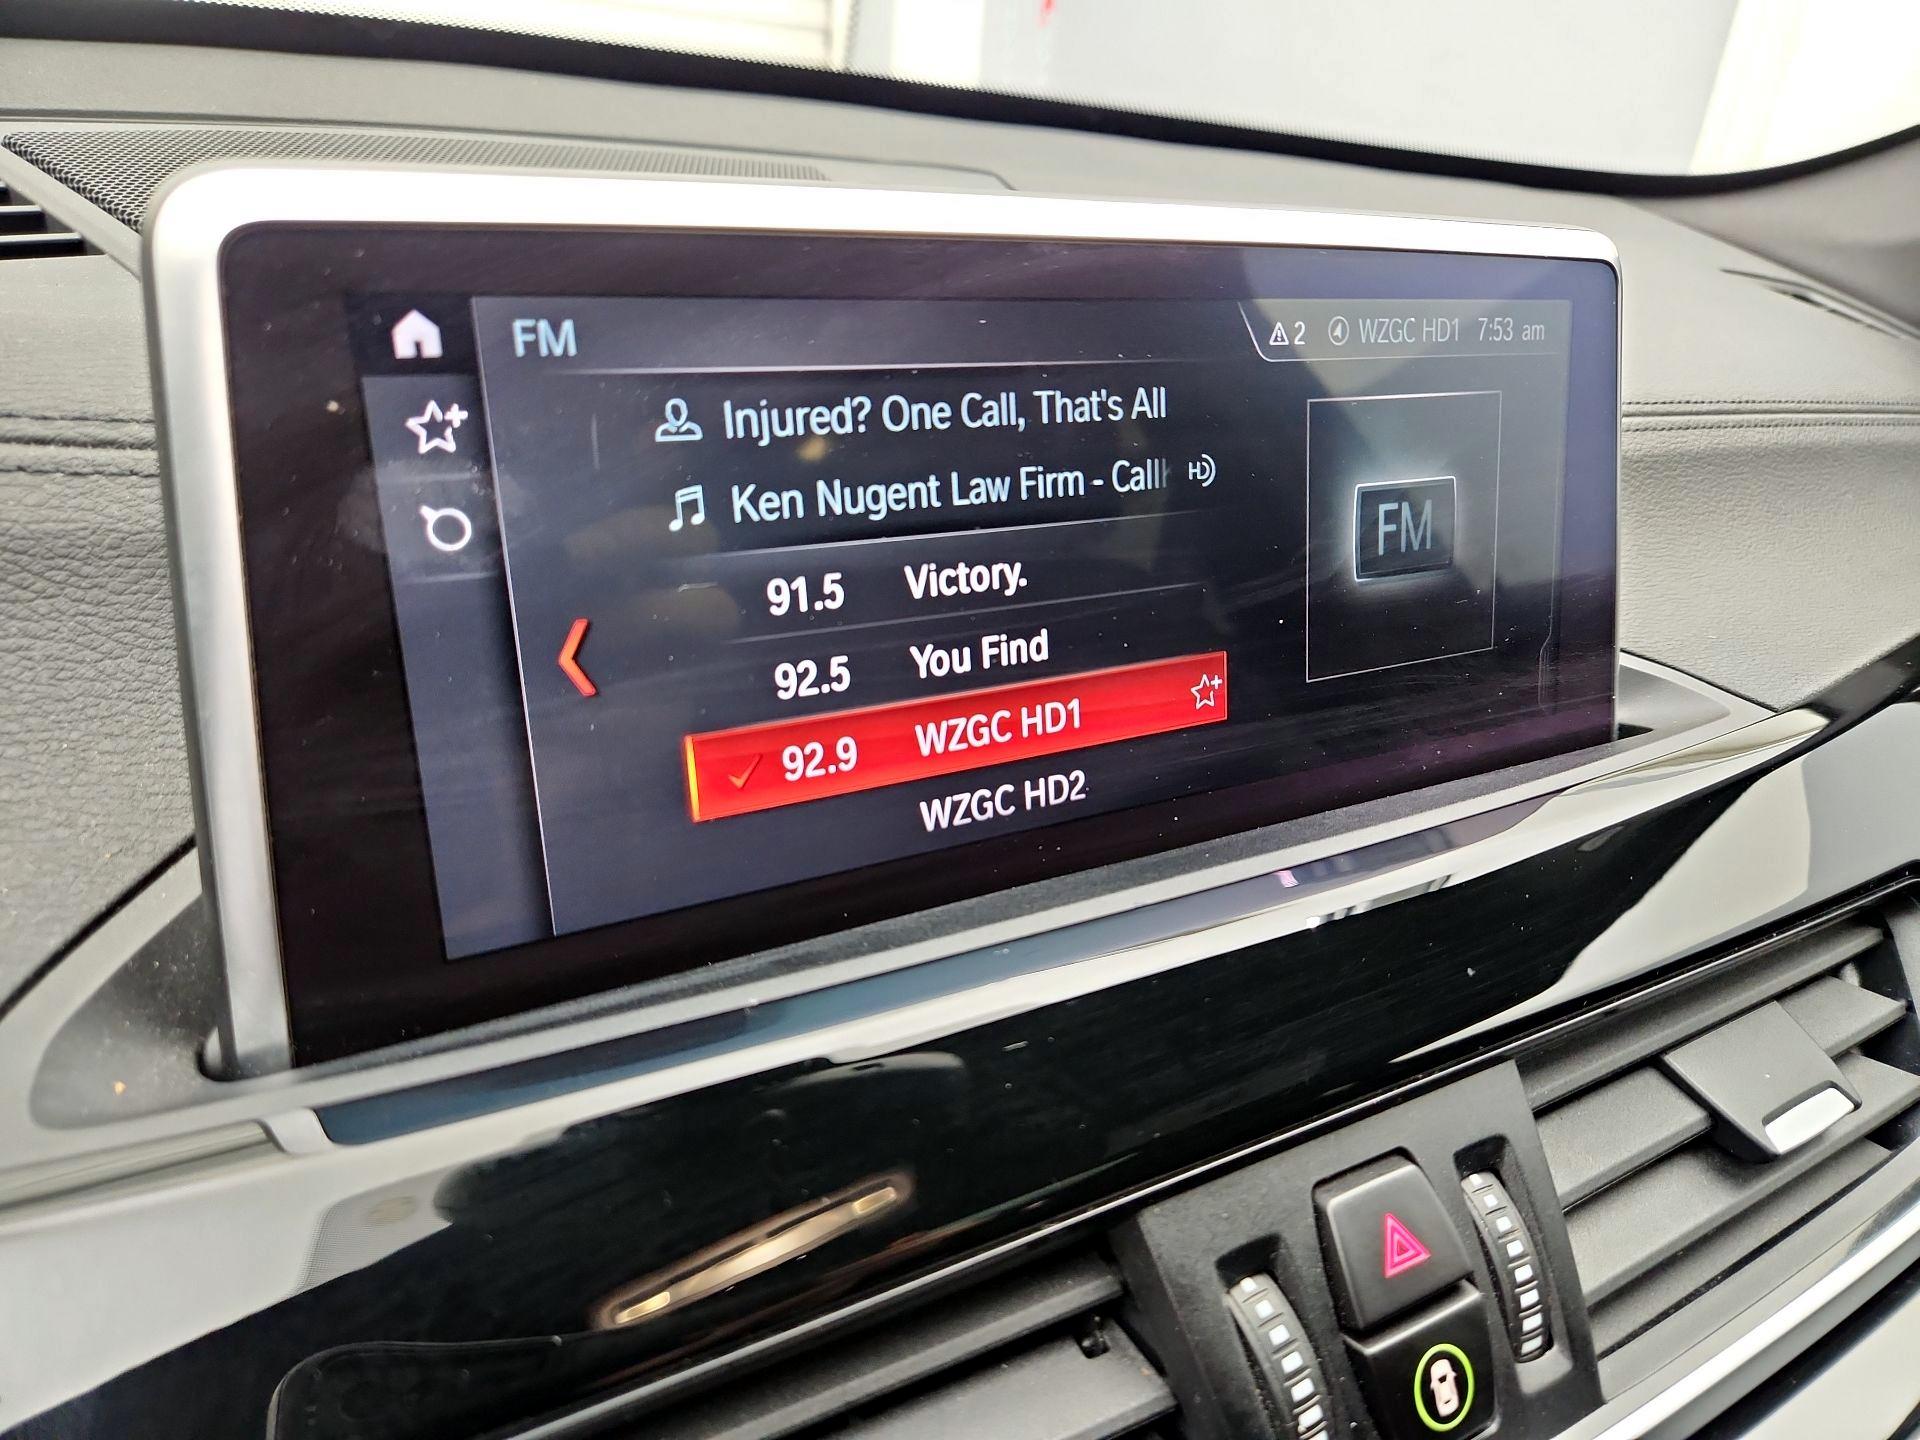 FM
2 WZGC HD1 7:53 am
Injured? One Call, That's All
Ken Nugent Law Firm - Call HD
91.5 Victory.
92.5 You Find
92.9 WZGC HD1
WZGC HD2
FM